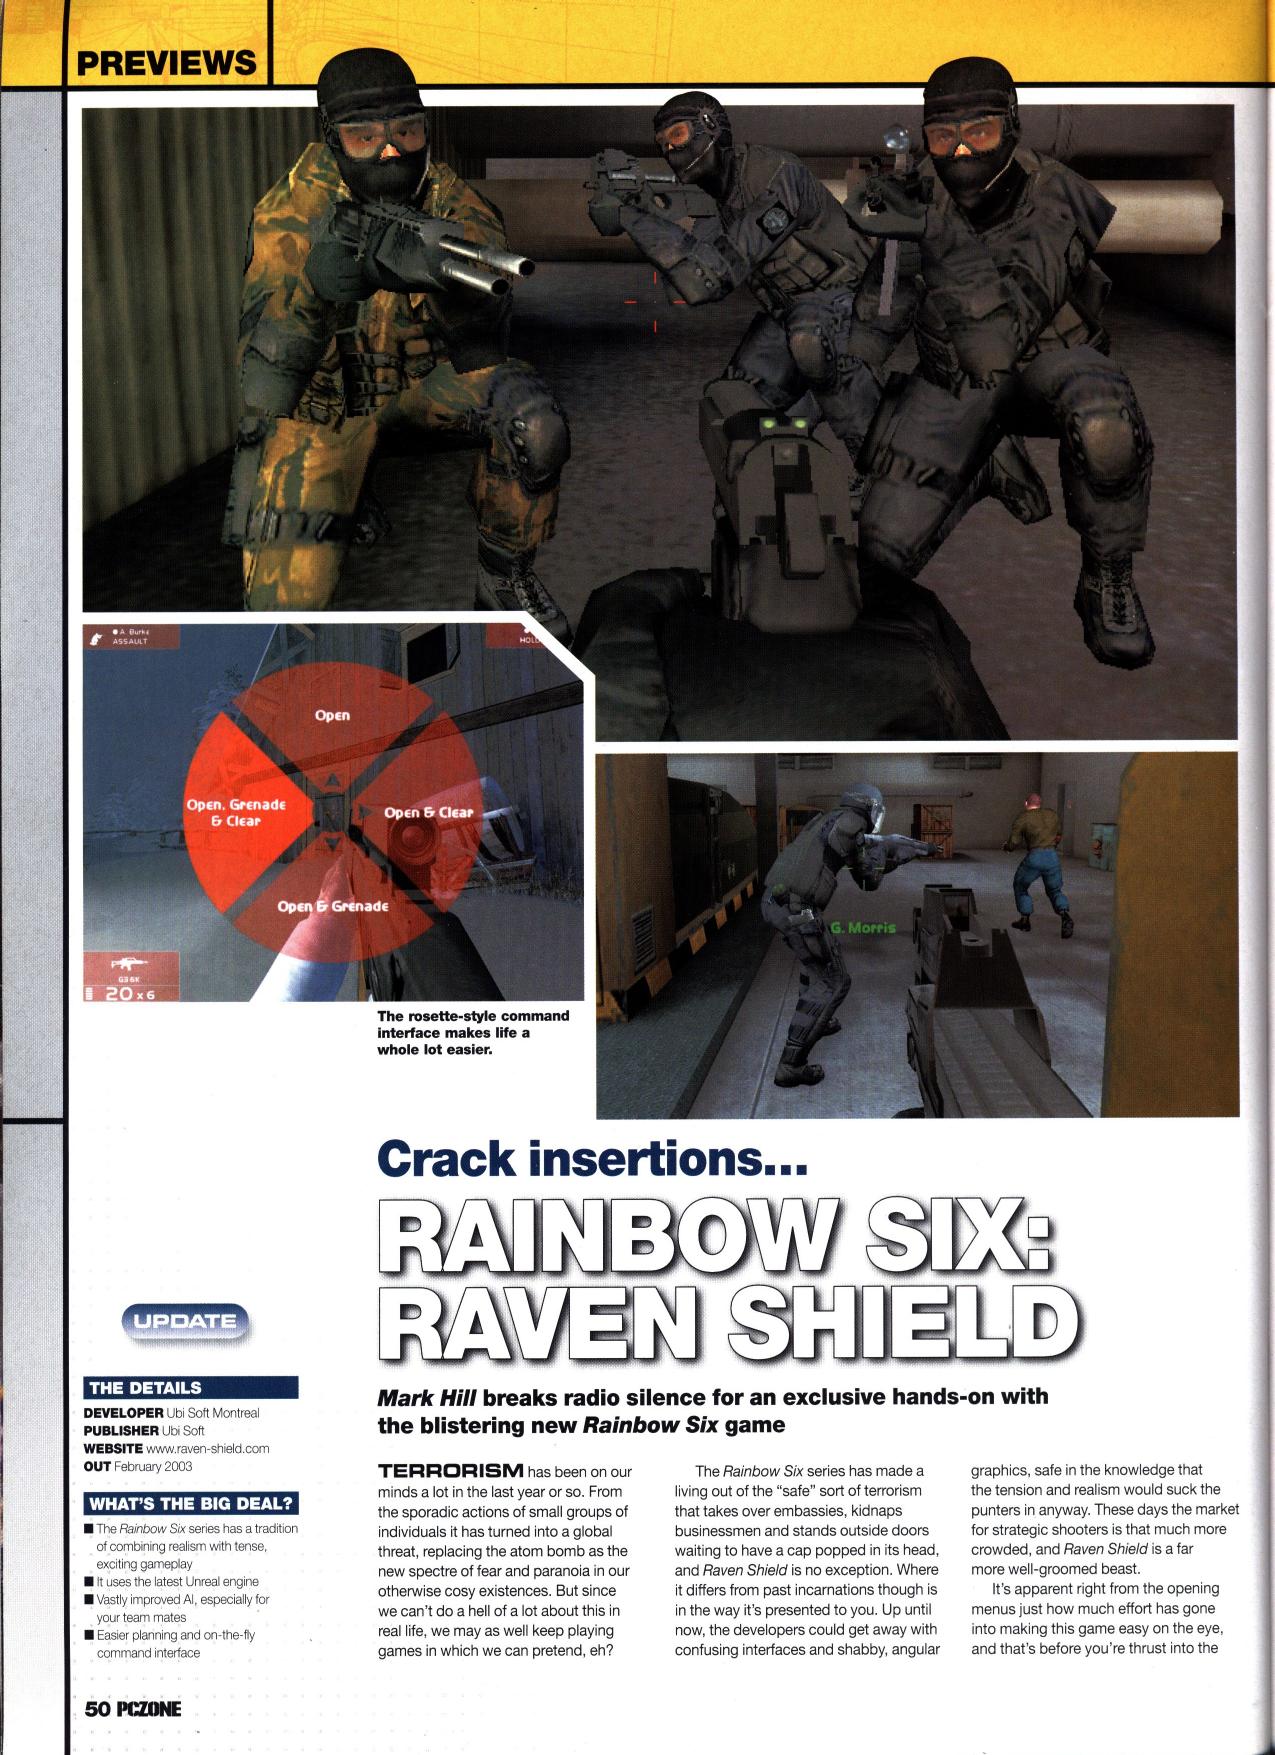 PREVIEWS
A. Burke
ASSAULT
HOLD
Open
Open, Grenade
& Clear
Open & Clear
Open & Grenade
G36K
20 x 6
G. Morris
The rosette-style command
interface makes life a
whole lot easier.
Crack insertions...
RAINBOW SIX:
RAVEN SHIELD
Mark Hill breaks radio silence for an exclusive hands-on with
the blistering new Rainbow Six game
UPDATE
THE DETAILS
DEVELOPER Ubi Soft Montreal
PUBLISHER Ubi Soft
WEBSITE www.raven-shield.com
OUT February 2003
WHAT'S THE BIG DEAL?
■ The Rainbow Six series has a tradition
of combining realism with tense,
exciting gameplay
■ It uses the latest Unreal engine
■ Vastly improved AI, especially for
your team mates
■ Easier planning and on-the-fly
command interface
TERRORISM has been on our
minds a lot in the last year or so. From
the sporadic actions of small groups of
individuals it has turned into a global
threat, replacing the atom bomb as the
new spectre of fear and paranoia in our
otherwise cosy existences. But since
we can't do a hell of a lot about this in
real life, we may as well keep playing
games in which we can pretend, eh?
The Rainbow Six series has made a
living out of the "safe" sort of terrorism
that takes over embassies, kidnaps
businessmen and stands outside doors
waiting to have a cap popped in its head,
and Raven Shield is no exception. Where
it differs from past incarnations though is
in the way it's presented to you. Up until
now, the developers could get away with
confusing interfaces and shabby, angular
graphics, safe in the knowledge that
the tension and realism would suck the
punters in anyway. These days the market
for strategic shooters is that much more
crowded, and Raven Shield is a far
more well-groomed beast.
It's apparent right from the opening
menus just how much effort has gone
into making this game easy on the eye,
and that's before you're thrust into the
50 PCZONE